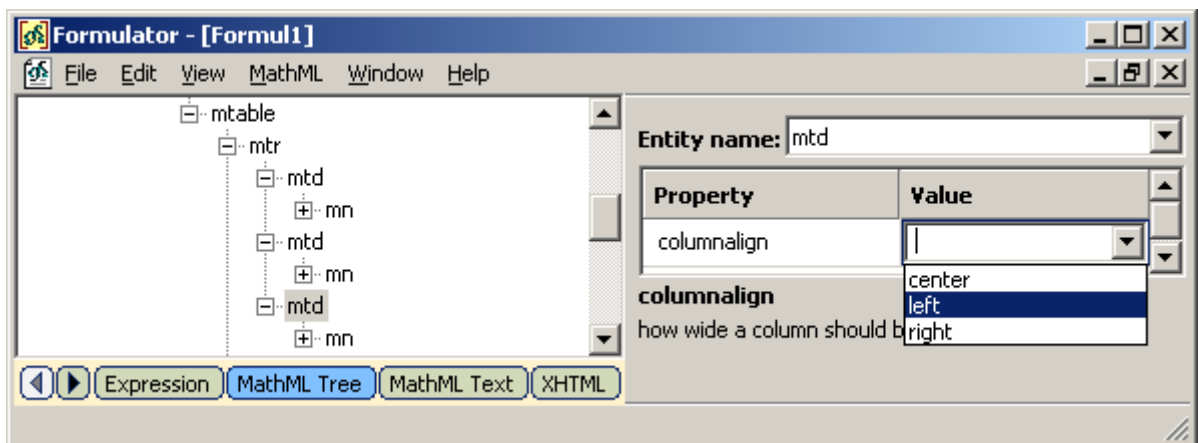 Formulator - [Formul1]
File Edit View MathML Window Help
mtable
mtr
mtd
mn
mtd
mn
mtd
mn
Expression MathML Tree MathML Text XHTML
Entity name: mtd
Property Value
columnalign
center
left
right
columnalign
how wide a column should b